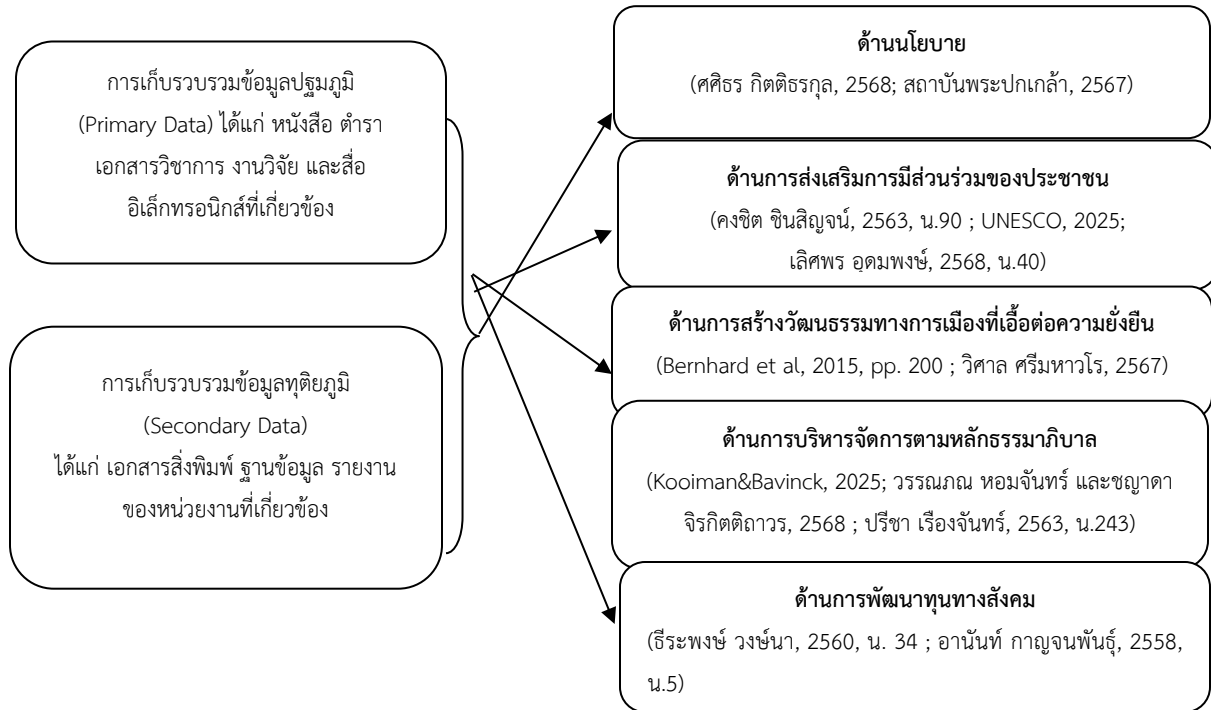 การเก็บรวบรวมข้อมูลปฐมภูมิ
(Primary Data) ได้แก่ หนังสือ ตำรา
เอกสารวิชาการ งานวิจัย และสื่อ
อิเล็กทรอนิกส์ที่เกี่ยวข้อง
การเก็บรวบรวมข้อมูลทุติยภูมิ
(Secondary Data)
ได้แก่ เอกสารสิ่งพิมพ์ ฐานข้อมูล รายงาน
ของหน่วยงานที่เกี่ยวข้อง
ด้านนโยบาย
(ศศิธร กิตติธรกุล, 2568; สถาบันพระปกเกล้า, 2567)
ด้านการส่งเสริมการมีส่วนร่วมของประชาชน
(คงชิต ชินสิญจน์, 2563, น.90 ; UNESCO, 2025;
เลิศพร อุดมพงษ์, 2568, น.40)
ด้านการสร้างวัฒนธรรมทางการเมืองที่เอื้อต่อความยั่งยืน
(Bernhard et al, 2015, pp. 200 ; วิศาล ศรีมหาวโร, 2567)
ด้านการบริหารจัดการตามหลักธรรมาภิบาล
(Kooiman&Bavinck, 2025; วรรณภณ หอมจันทร์ และชญาดา
จิรกิตติถาวร, 2568 ; ปรีชา เรืองจันทร์, 2563, น.243)
ด้านการพัฒนาทุนทางสังคม
(ธีระพงษ์ วงษ์นา, 2560, น. 34 ; อานันท์ กาญจนพันธุ์, 2558,
น.5)